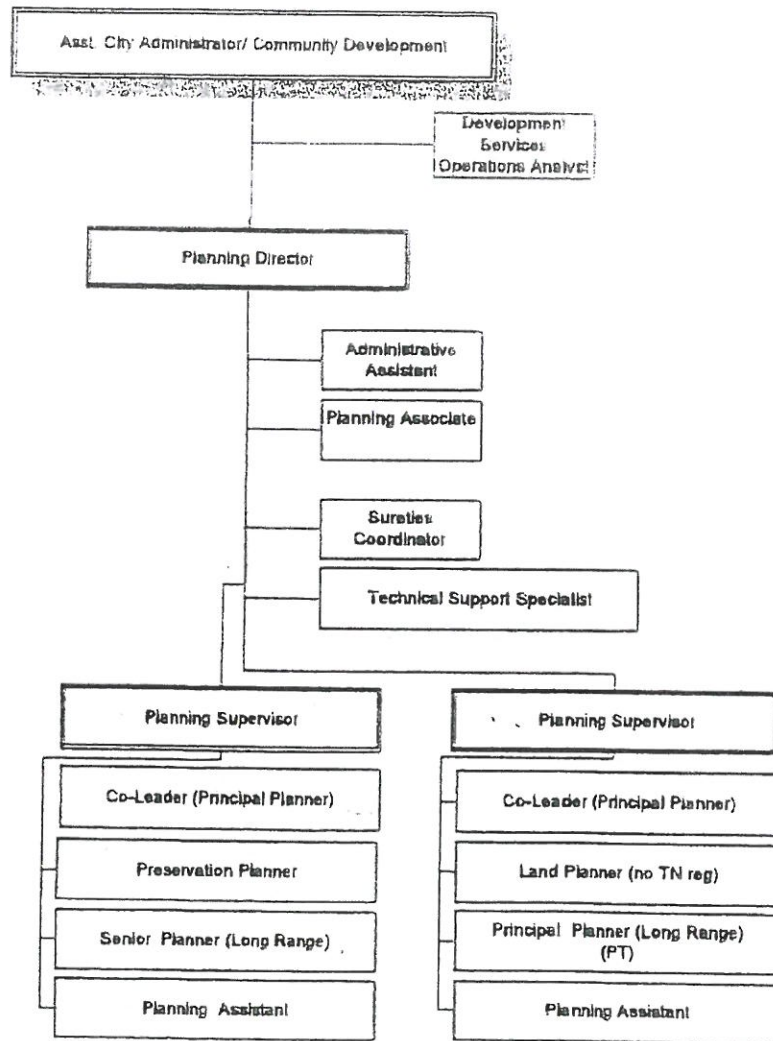 Asst. City Administrator/ Community Development
Development
Services
Operations Analyst
Planning Director
Administrative
Assistant
Planning Associate
Sureties
Coordinator
Technical Support Specialist
Planning Supervisor
Co-Leader (Principal Planner)
Preservation Planner
Senior Planner (Long Range)
Planning Assistant
Planning Supervisor
Co-Leader (Principal Planner)
Land Planner (no TN reg)
Principal Planner (Long Range)
(PT)
Planning Assistant